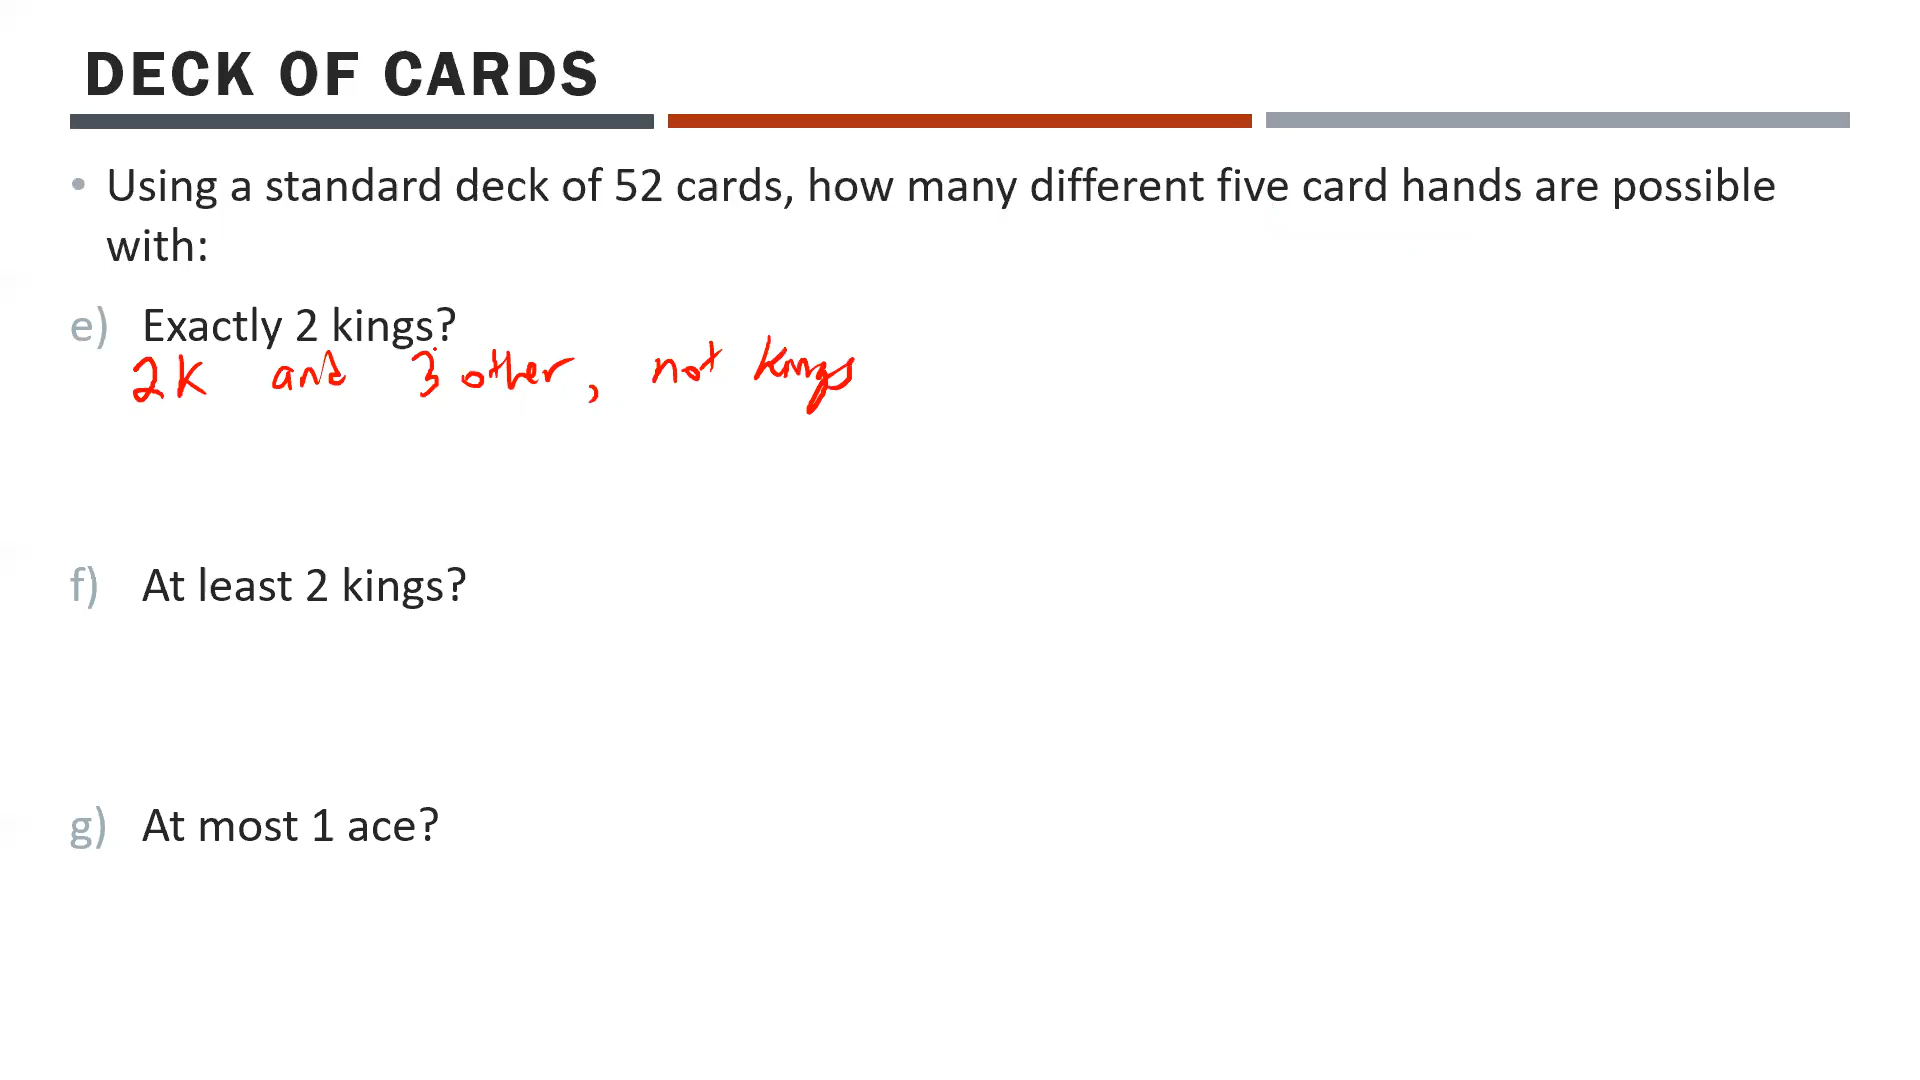 DECK OF CARDS
• Using a standard deck of 52 cards, how many different five card hands are possible
with:
e) Exactly 2 kings?
2K and 3 other, not kings
f) At least 2 kings?
g) At most 1 ace?